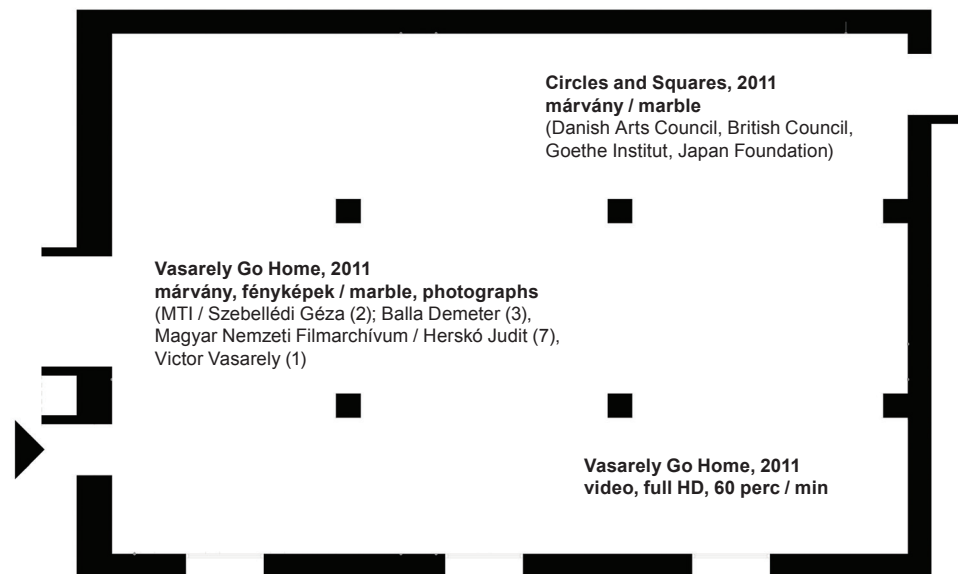 Circles and Squares, 2011
márvány / marble
(Danish Arts Council, British Council,
Goethe Institut, Japan Foundation)
Vasarely Go Home, 2011
márvány, fényképek / marble, photographs
(MTI / Szebellédi Géza (2); Balla Demeter (3),
Magyar Nemzeti Filmarchívum / Herskó Judit (7),
Victor Vasarely (1)
Vasarely Go Home, 2011
video, full HD, 60 perc / min